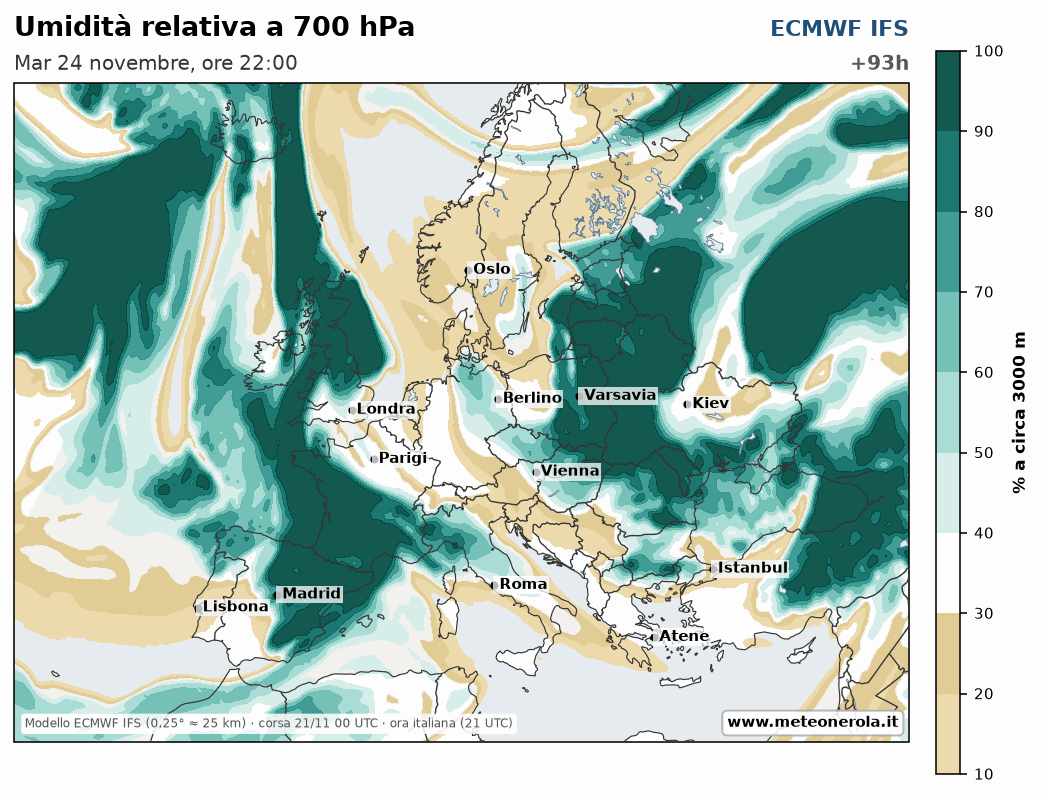 Umidità relativa a 700 hPa
ECMWF IFS
Mar 24 novembre, ore 22:00
+93h
100
90
80
70
60
50
40
30
20
10
% a circa 3000 m
Oslo
Berlino
Varsavia
Kiev
Londra
Parigi
Vienna
Istanbul
Roma
Madrid
Lisbona
Atene
Modello ECMWF IFS (0,25° ≈ 25 km) · corsa 21/11 00 UTC · ora italiana (21 UTC)
www.meteonerola.it